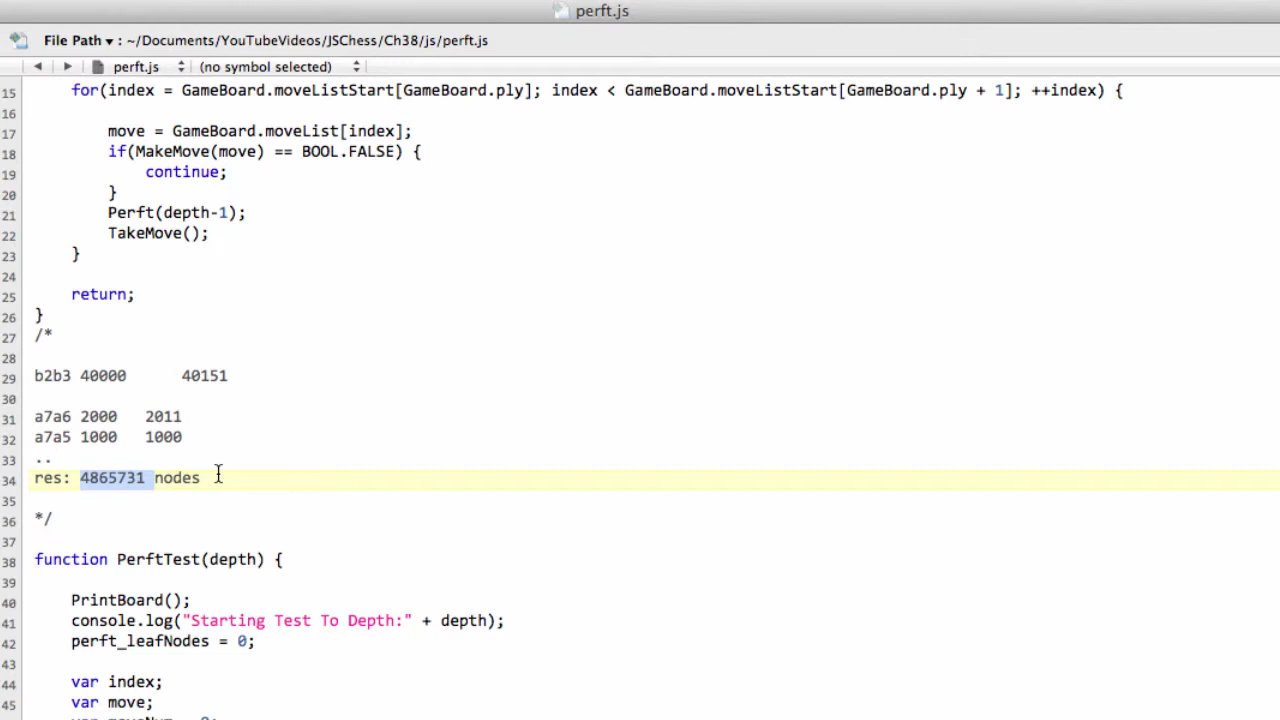 perft.js
File Path ▾ : ~/Documents/YouTubeVideos/JSChess/Ch38/js/perft.js
perft.js (no symbol selected)
15 for(index = GameBoard.moveListStart[GameBoard.ply]; index < GameBoard.moveListStart[GameBoard.ply + 1]; ++index) {
16
17 move = GameBoard.moveList[index];
18 if(MakeMove(move) == BOOL.FALSE) {
19 continue;
20 }
21 Perft(depth-1);
22 TakeMove();
23 }
24
25 return;
26 }
27 /*
28
29 b2b3 40000 40151
30
31 a7a6 2000 2011
32 a7a5 1000 1000
33 ..
34 res: 4865731 nodes
35
36 */
37
38 function PerftTest(depth) {
39
40 PrintBoard();
41 console.log("Starting Test To Depth:" + depth);
42 perft_leafNodes = 0;
43
44 var index;
45 var move;